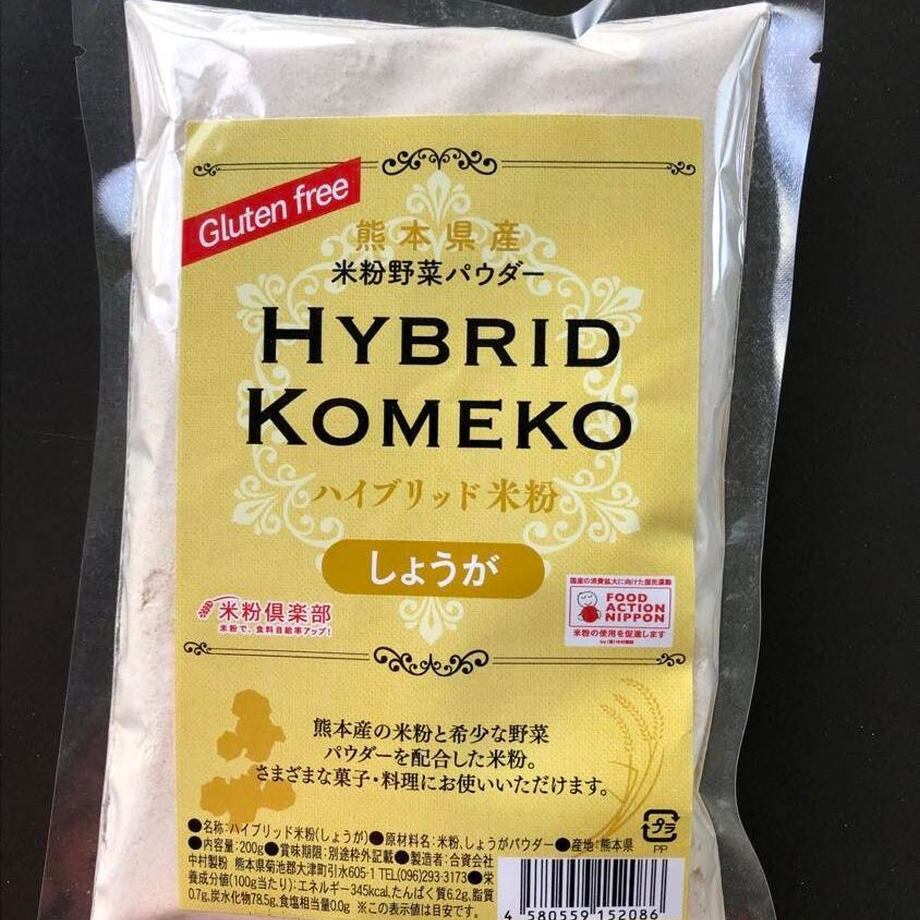 Gluten free
熊本県産
米粉野菜パウダー
HYBRID
KOMEKO
ハイブリッド米粉
しょうが
米粉倶楽部
米粉で、食料自給率アップ!
国産の消費拡大に向けた国民運動
FOOD
ACTION
NIPPON
米粉の使用を促進します
熊本産の米粉と希少な野菜
パウダーを配合した米粉。
さまざまな菓子・料理にお使いいただけます。
●名称:ハイブリッド米粉(しょうが)●原材料名:米粉、しょうがパウダー●産地:熊本県
●内容量:200g●賞味期限:別途枠外記載●製造者:合資会社
中村製粉 熊本県菊池郡大津町引水605-1 TEL(096)293-3173●栄
養成分値(100g当たり):エネルギー345kcal、たんぱく質6.2g、脂質
0.7g、炭水化物78.5g、食塩相当量0.0g ※この表示値は目安です。
プラ
PP
4 580559 152086